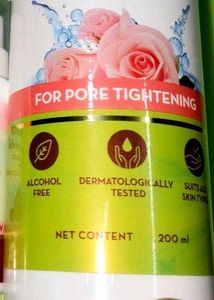 FOR PORE TIGHTENING
ALCOHOL
FREE
DERMATOLOGICALLY
TESTED
SUITS ALL
SKIN TYPES
NET CONTENT 200 ml